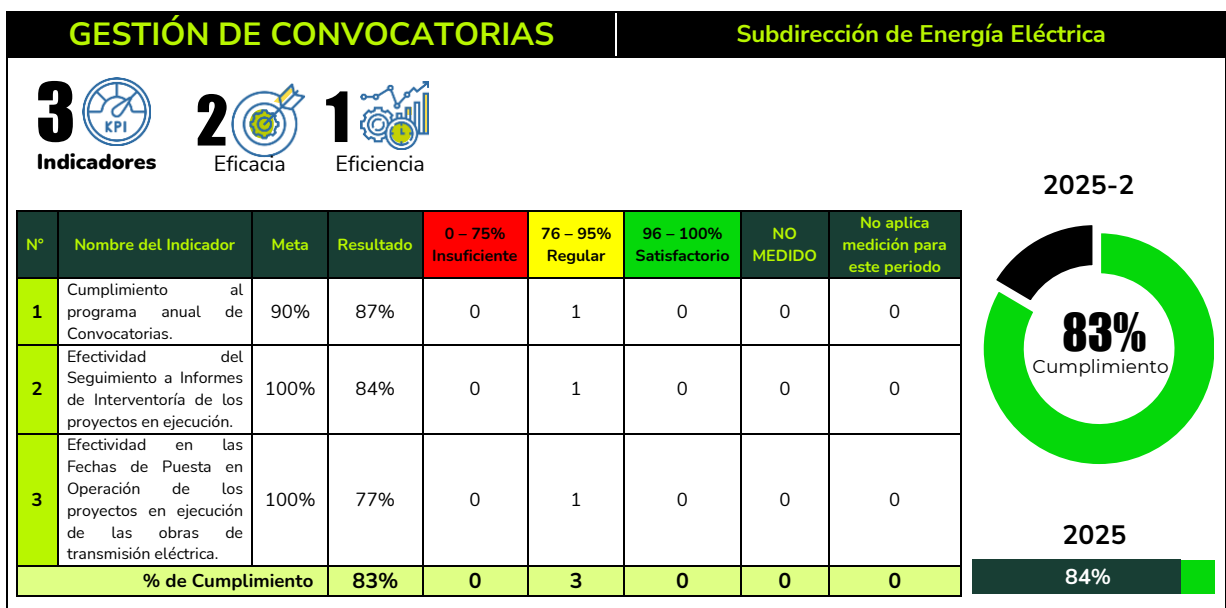 GESTIÓN DE CONVOCATORIAS
Subdirección de Energía Eléctrica
3
KPI
Indicadores
2
Eficacia
1
Eficiencia
2025-2
N°
Nombre del Indicador
Meta
Resultado
0 – 75%
Insuficiente
76 – 95%
Regular
96 – 100%
Satisfactorio
NO
MEDIDO
No aplica
medición para
este periodo
1
Cumplimiento al
programa anual de
Convocatorias.
90%
87%
0
1
0
0
0
2
Efectividad del
Seguimiento a Informes
de Interventoría de los
proyectos en ejecución.
100%
84%
0
1
0
0
0
3
Efectividad en las
Fechas de Puesta en
Operación de los
proyectos en ejecución
de las obras de
transmisión eléctrica.
100%
77%
0
1
0
0
0
% de Cumplimiento
83%
0
3
0
0
0
83%
Cumplimiento
2025
84%